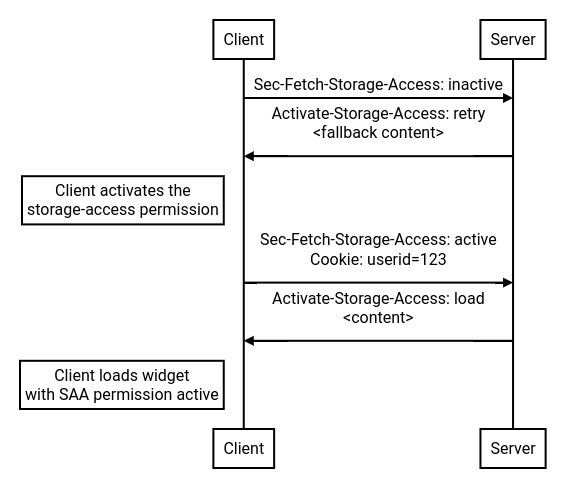 Client
Server
Sec-Fetch-Storage-Access: inactive
Activate-Storage-Access: retry
<fallback content>
Client activates the
storage-access permission
Sec-Fetch-Storage-Access: active
Cookie: userid=123
Activate-Storage-Access: load
<content>
Client loads widget
with SAA permission active
Client
Server